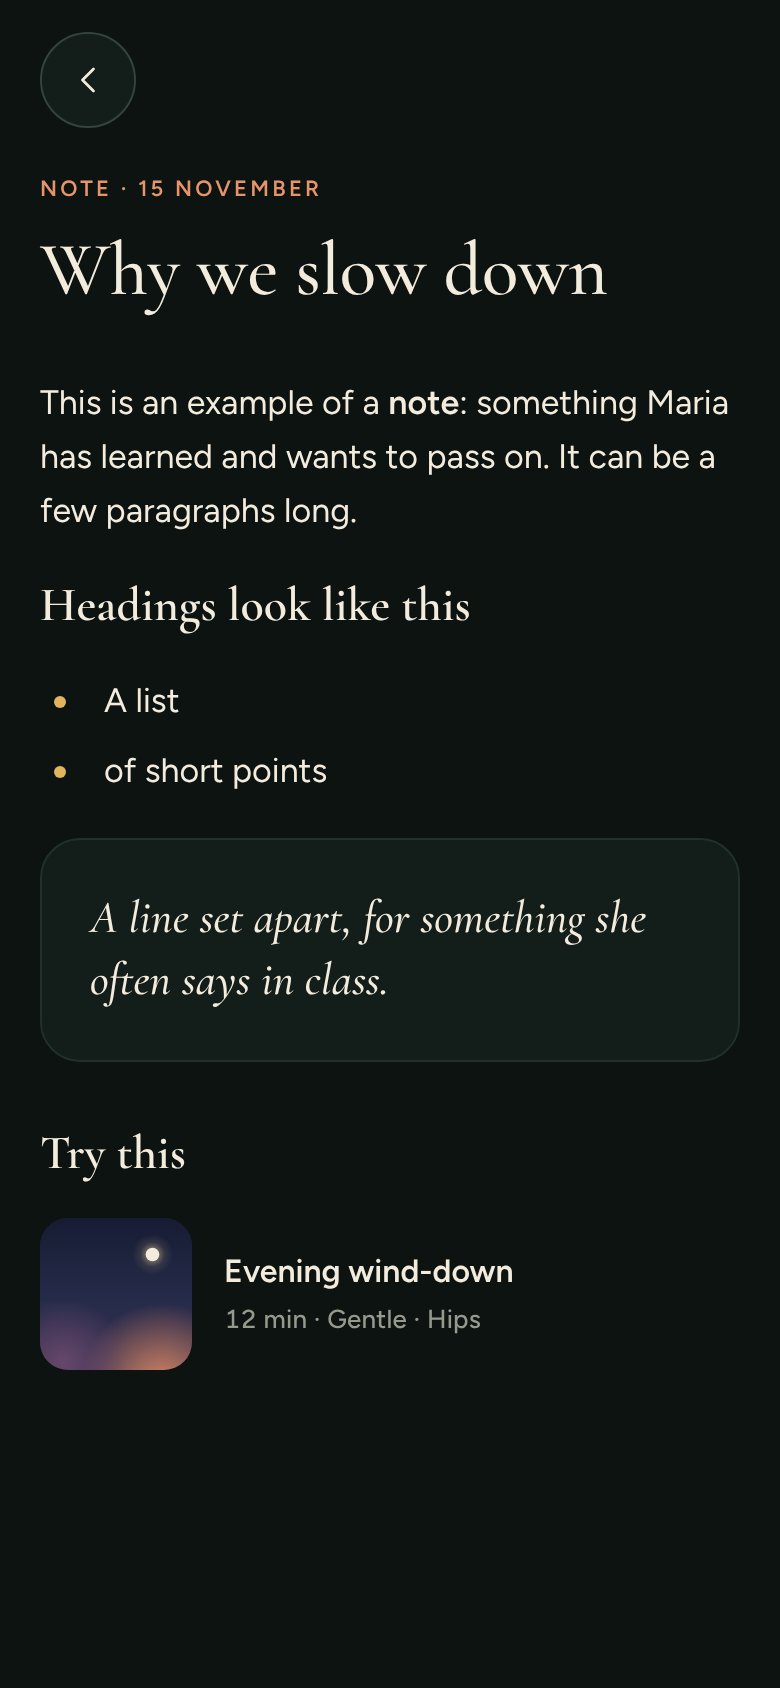 NOTE · 15 NOVEMBER
Why we slow down
This is an example of a note: something Maria
has learned and wants to pass on. It can be a
few paragraphs long.
Headings look like this
• A list
• of short points
A line set apart, for something she
often says in class.
Try this
Evening wind-down
12 min · Gentle · Hips